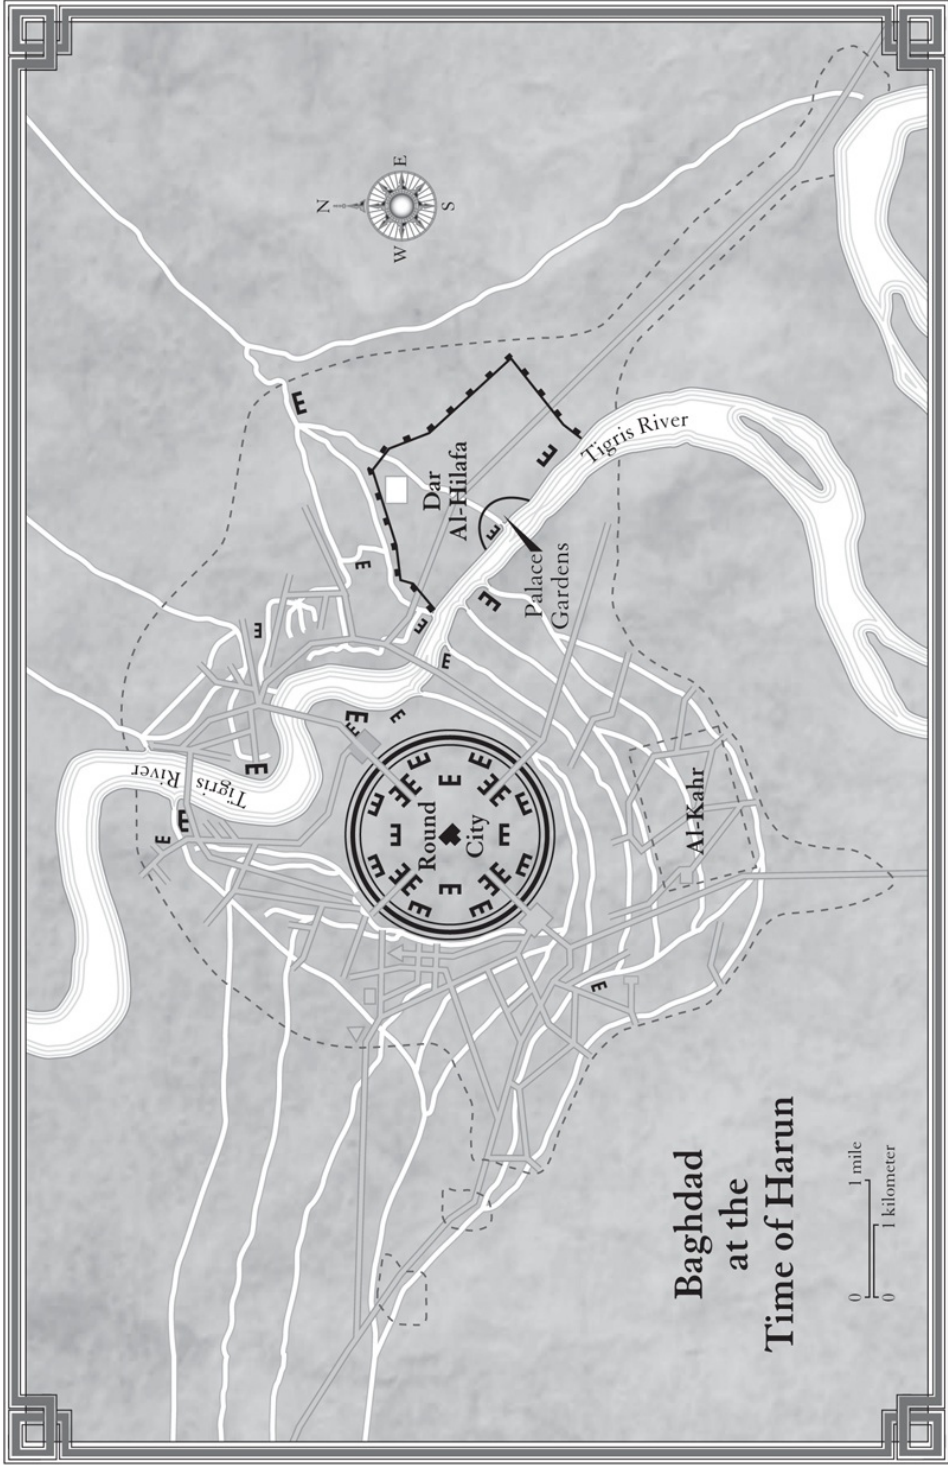 Baghdad
at the
Time of Harun
0 1 mile
0 1 kilometer
N
E
S
W
Tigris River
Round
City
Dar
Al-Hilafa
Palace
Gardens
Tigris River
Al-Kahr